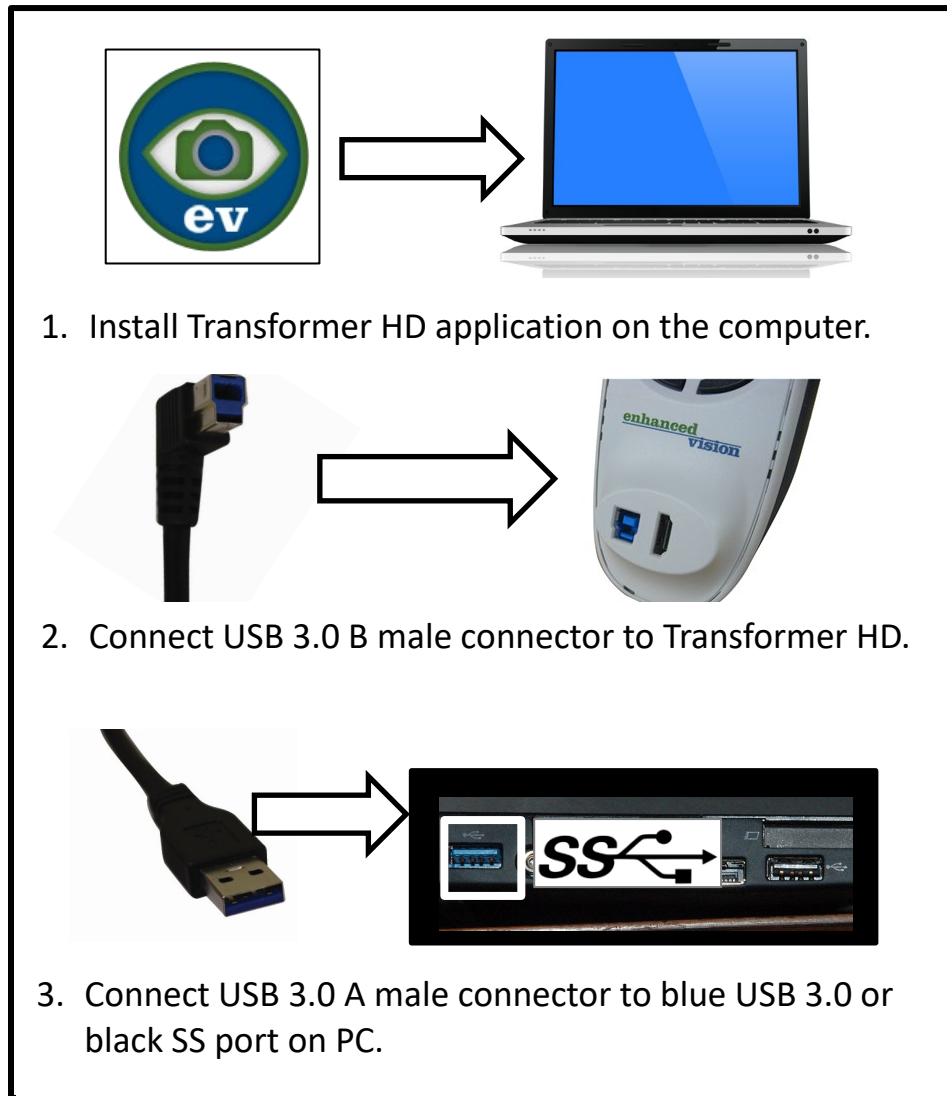 ev
1. Install Transformer HD application on the computer.
enhanced
vision
2. Connect USB 3.0 B male connector to Transformer HD.
SS
3. Connect USB 3.0 A male connector to blue USB 3.0 or
black SS port on PC.